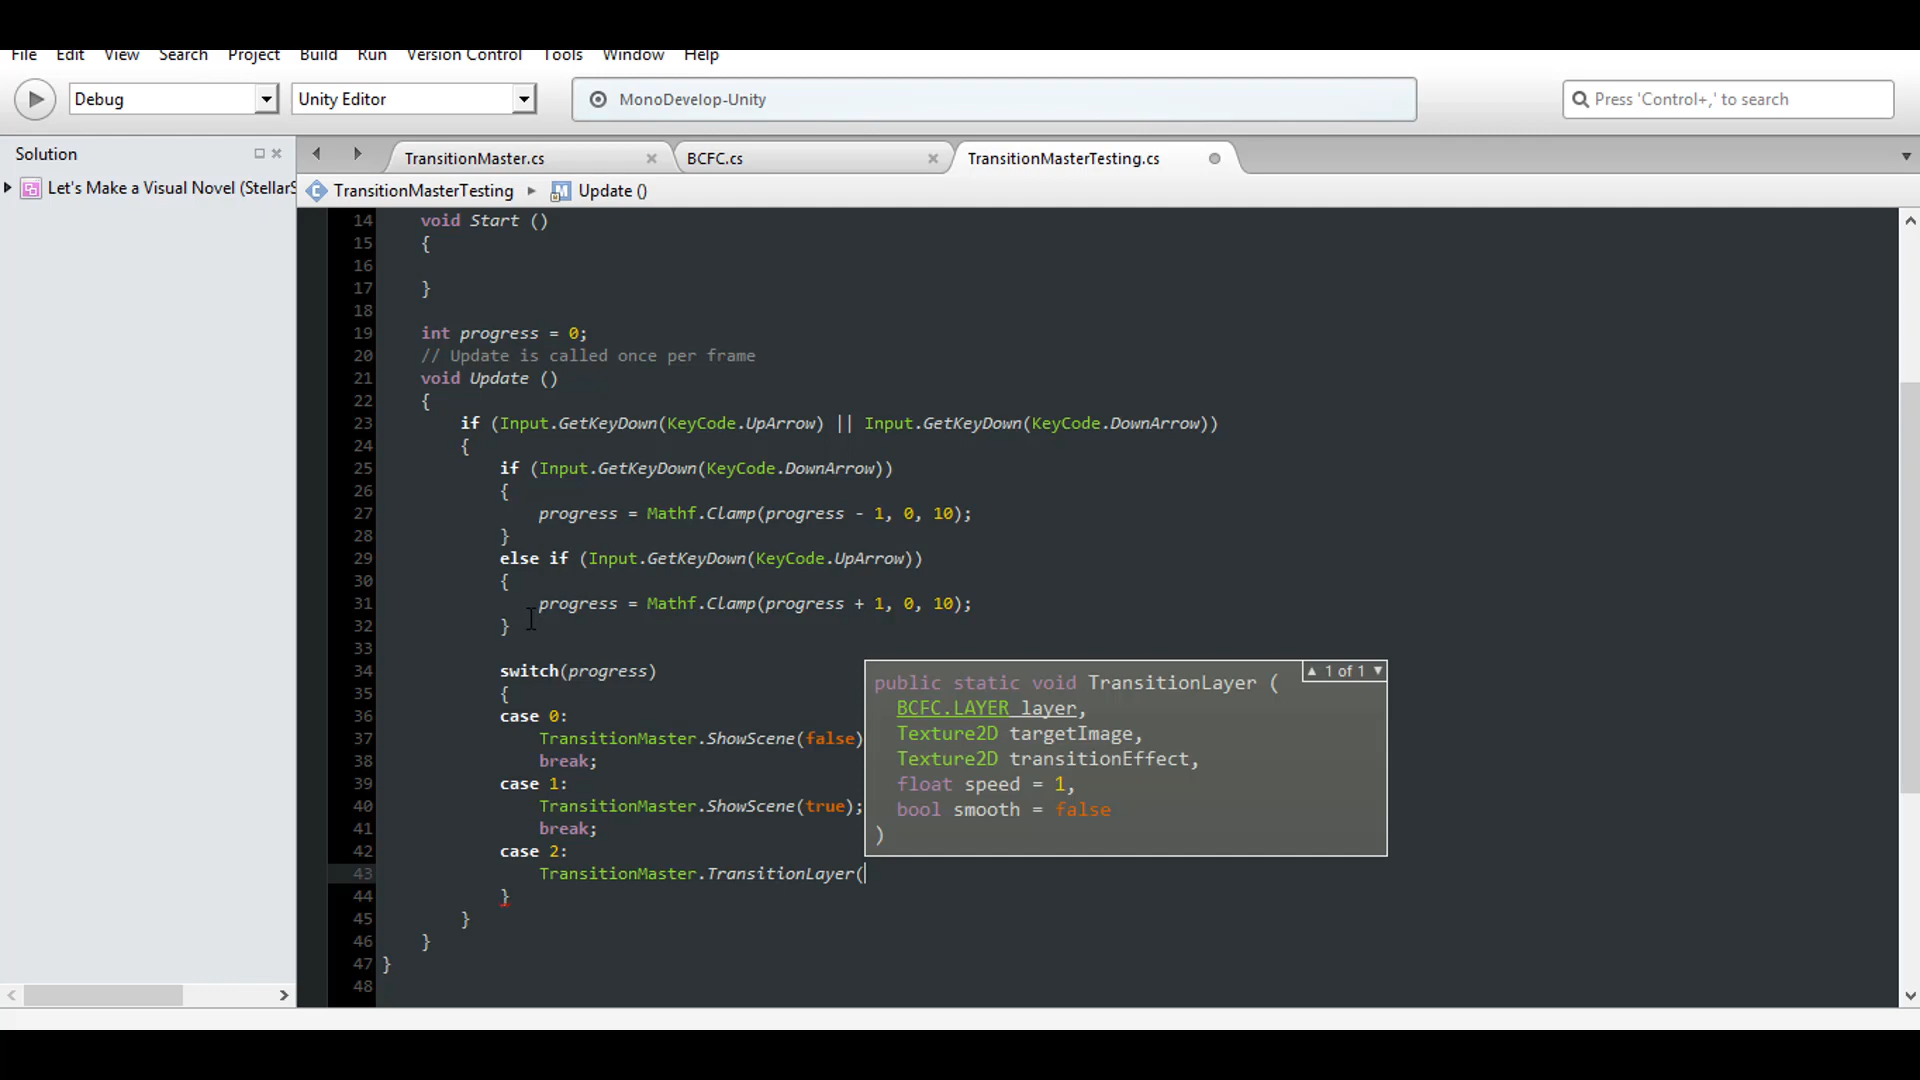 File Edit View Search Project Build Run Version Control Tools Window Help
Debug Unity Editor MonoDevelop-Unity Press 'Control+,' to search
Solution
TransitionMaster.cs BCFC.cs TransitionMasterTesting.cs
Let's Make a Visual Novel (StellarS
TransitionMasterTesting Update ()
14 void Start ()
15 {
16
17 }
18
19 int progress = 0;
20 // Update is called once per frame
21 void Update ()
22 {
23 if (Input.GetKeyDown(KeyCode.UpArrow) || Input.GetKeyDown(KeyCode.DownArrow))
24 {
25 if (Input.GetKeyDown(KeyCode.DownArrow))
26 {
27 progress = Mathf.Clamp(progress - 1, 0, 10);
28 }
29 else if (Input.GetKeyDown(KeyCode.UpArrow))
30 {
31 progress = Mathf.Clamp(progress + 1, 0, 10);
32 }
33
34 switch(progress)
35 {
36 case 0:
37 TransitionMaster.ShowScene(false)
38 break;
39 case 1:
40 TransitionMaster.ShowScene(true);
41 break;
42 case 2:
43 TransitionMaster.TransitionLayer(
44 }
45 }
46 }
47 }
48
1 of 1
public static void TransitionLayer (
BCFC.LAYER layer,
Texture2D targetImage,
Texture2D transitionEffect,
float speed = 1,
bool smooth = false
)